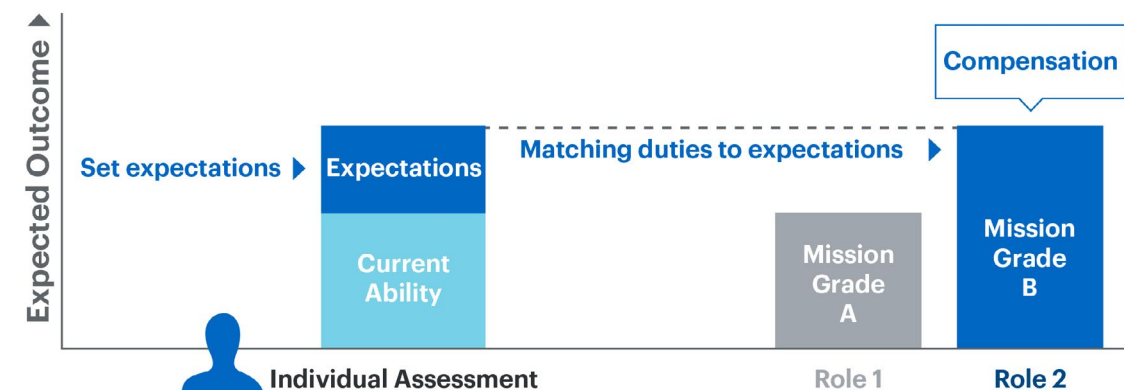 Expected Outcome
Compensation
Set expectations
Expectations
Matching duties to expectations
Current
Ability
Mission
Grade
A
Mission
Grade
B
Individual Assessment
Role 1
Role 2